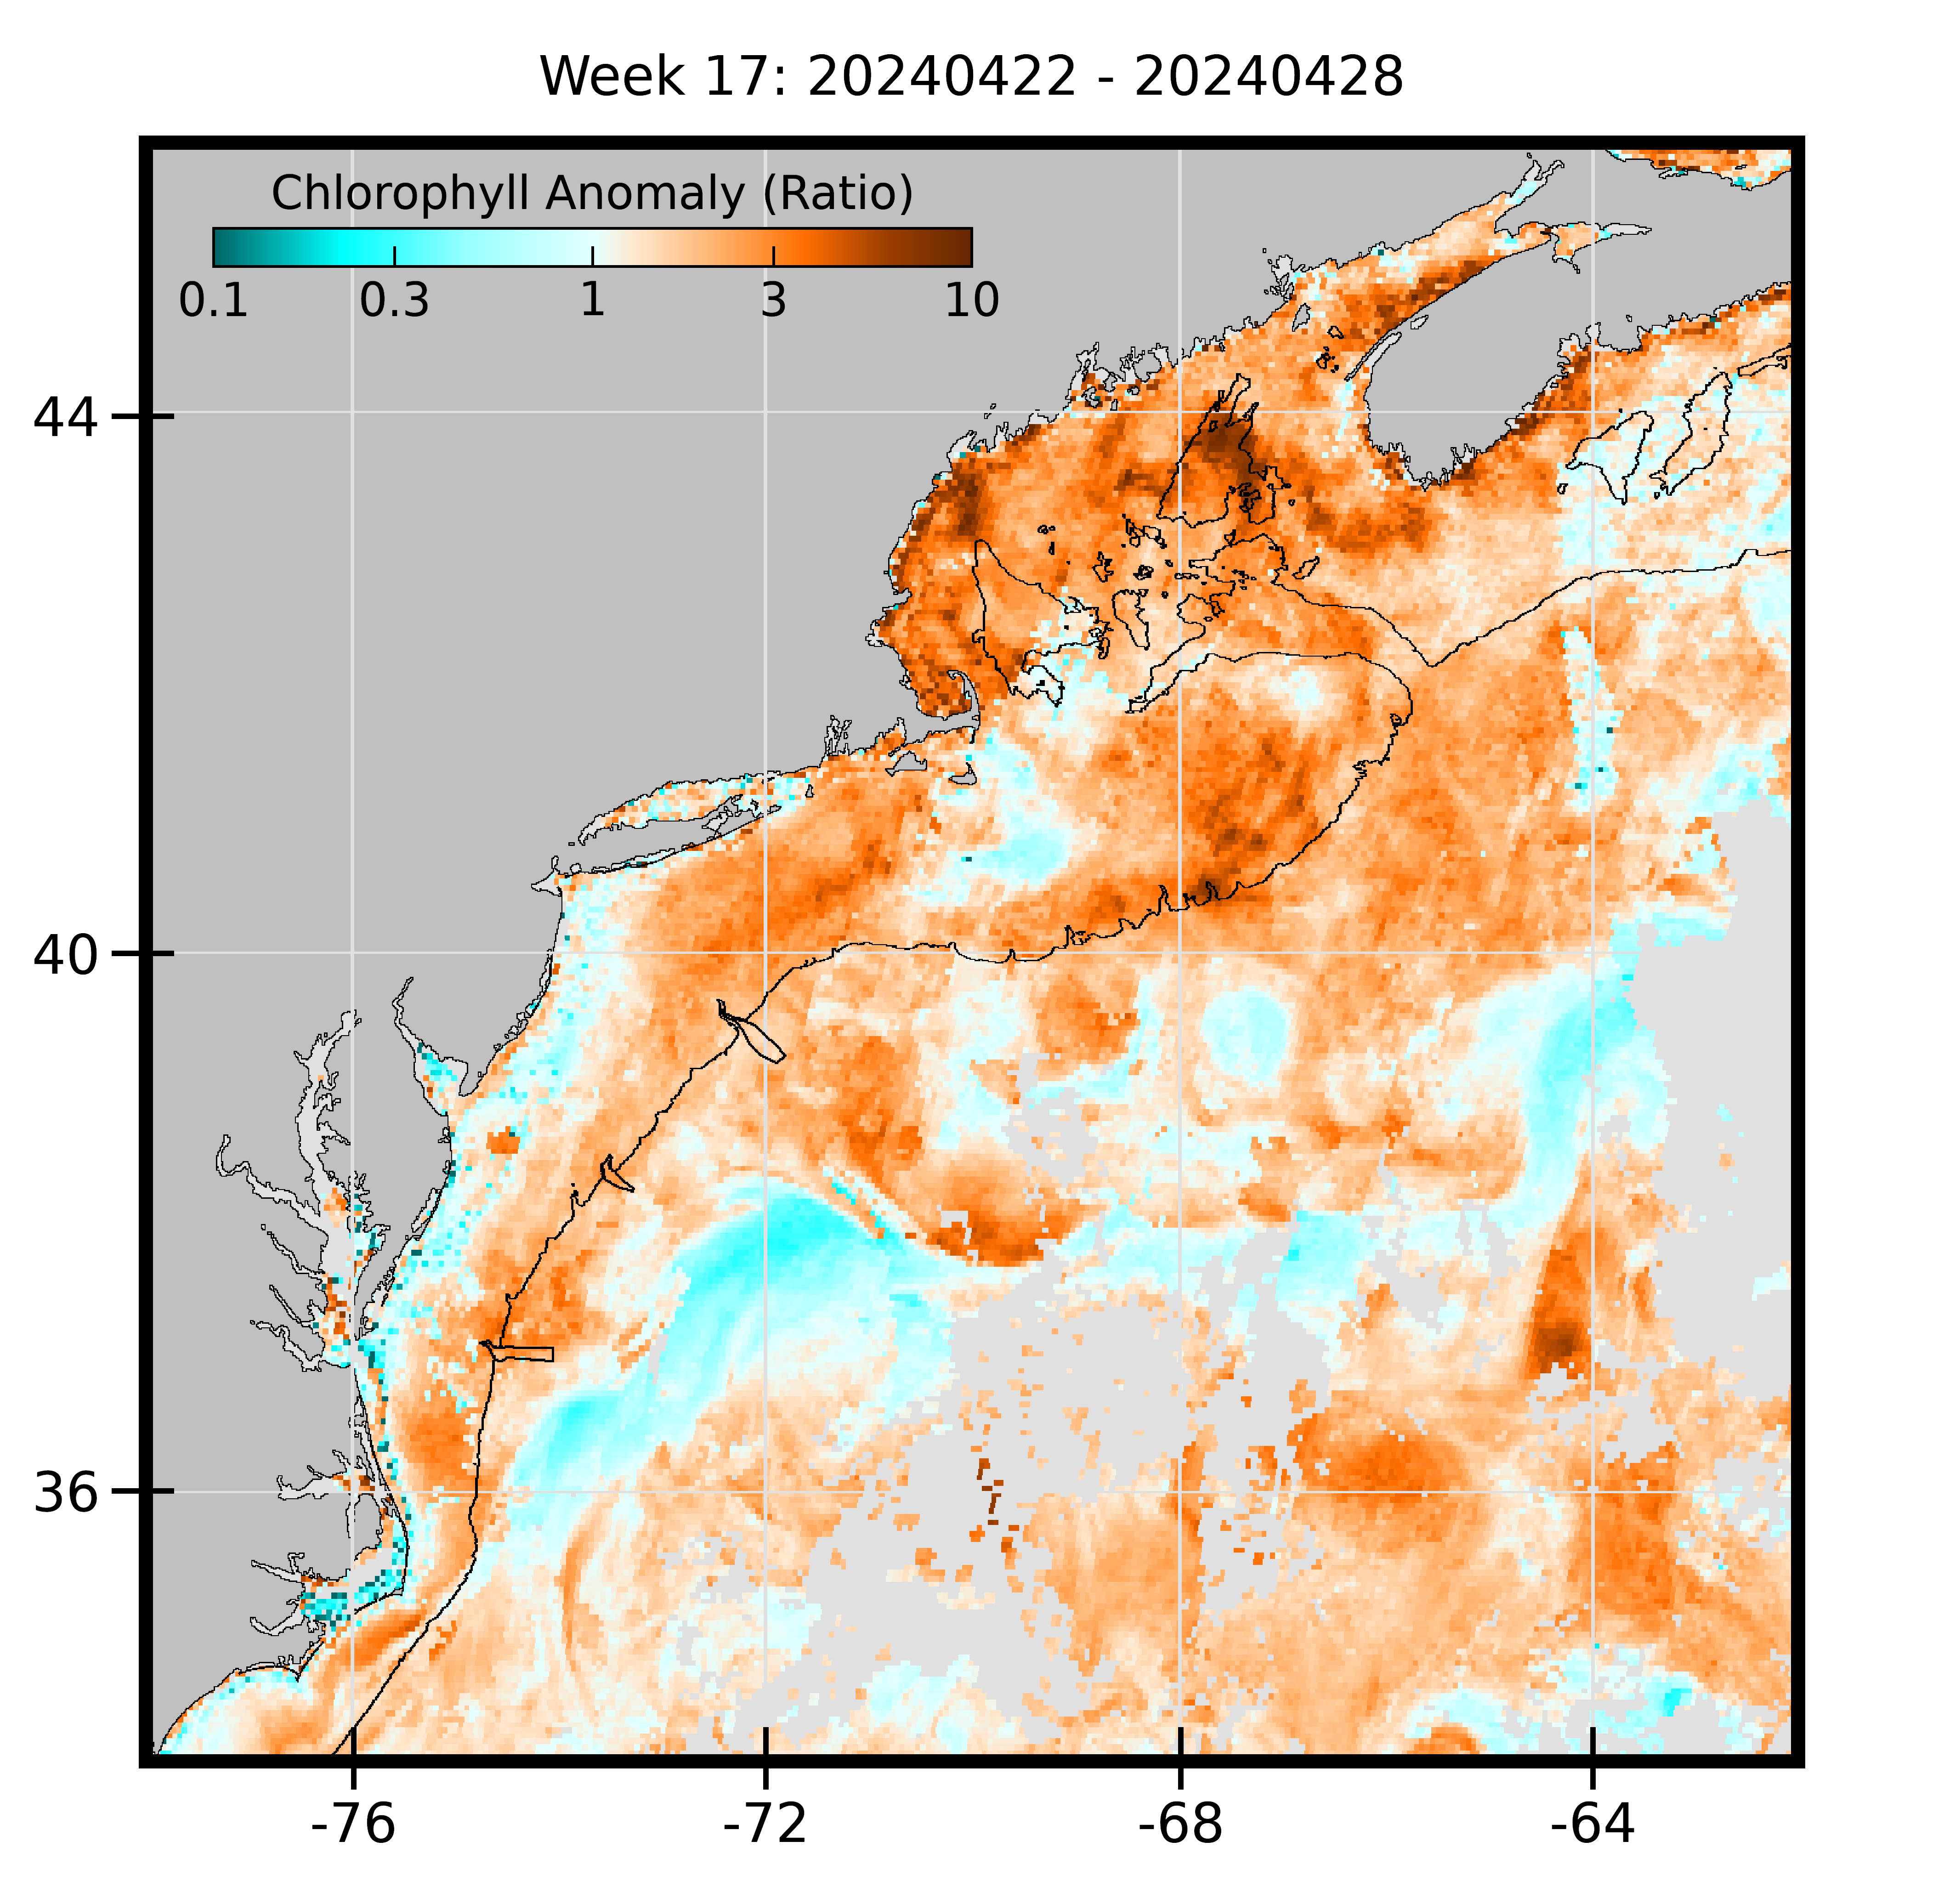 Week 17: 20240422 - 20240428
Chlorophyll Anomaly (Ratio)
0.1 0.3 1 3 10
44
40
36
-76 -72 -68 -64